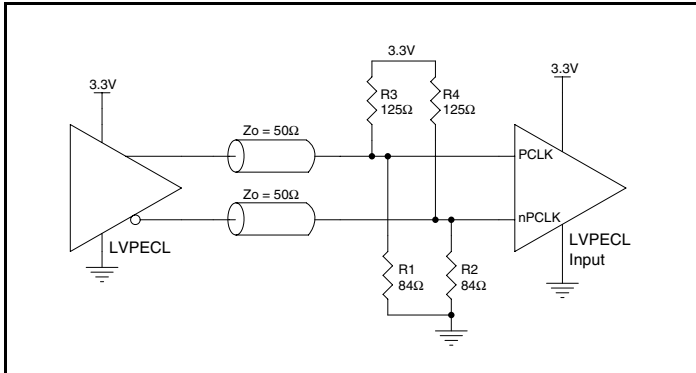 3.3V
3.3V
3.3V
R3
125Ω
R4
125Ω
Zo = 50Ω
PCLK
Zo = 50Ω
nPCLK
LVPECL
LVPECL
Input
R1
84Ω
R2
84Ω